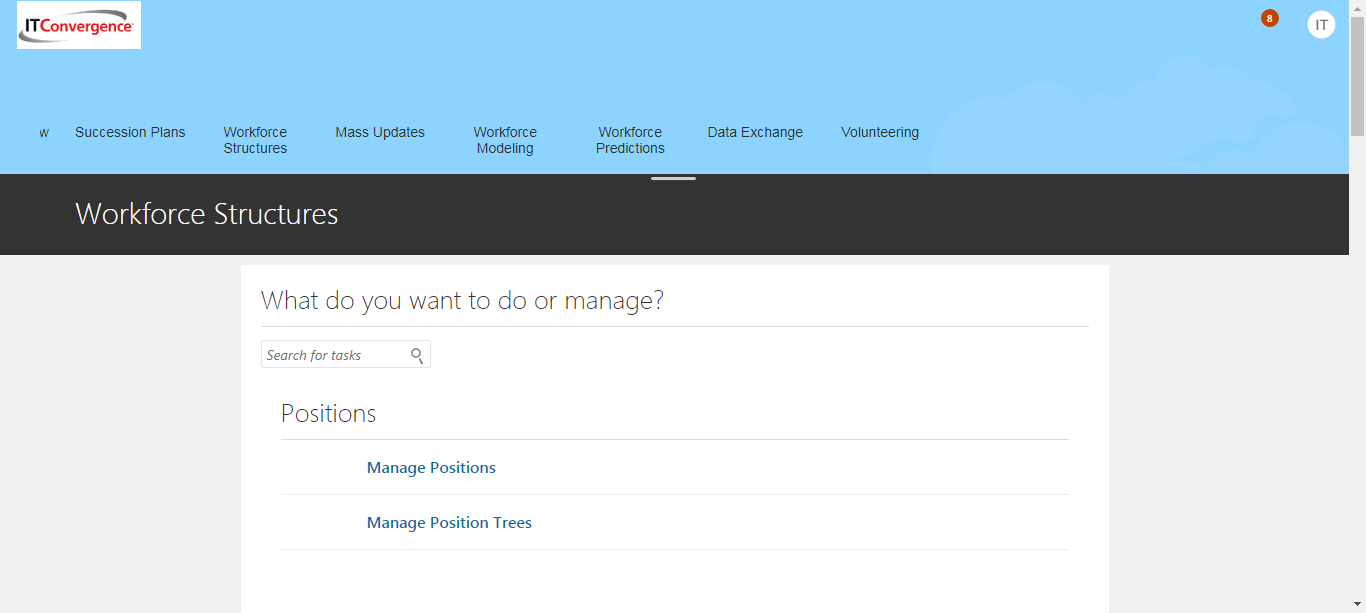 ITConvergence
8
IT
w
Succession Plans
Workforce
Structures
Mass Updates
Workforce
Modeling
Workforce
Predictions
Data Exchange
Volunteering
Workforce Structures
What do you want to do or manage?
Search for tasks
Positions
Manage Positions
Manage Position Trees